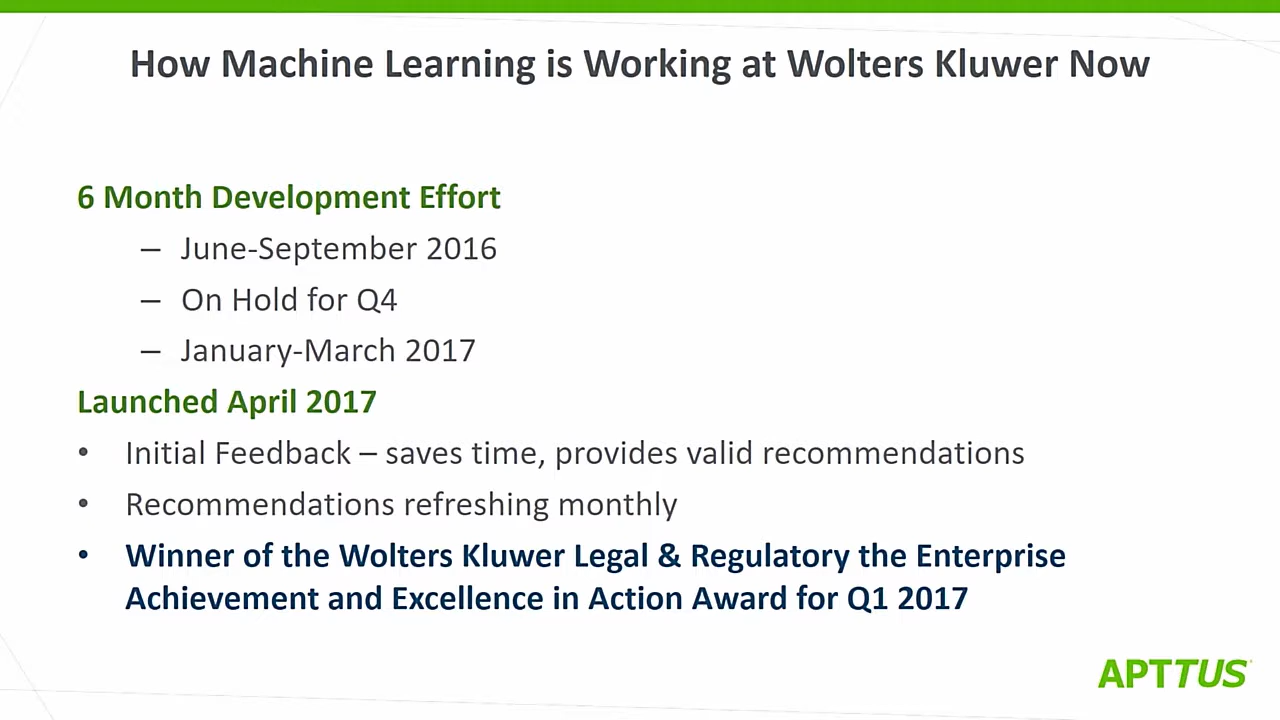 How Machine Learning is Working at Wolters Kluwer Now
6 Month Development Effort
– June-September 2016
– On Hold for Q4
– January-March 2017
Launched April 2017
• Initial Feedback – saves time, provides valid recommendations
• Recommendations refreshing monthly
• Winner of the Wolters Kluwer Legal & Regulatory the Enterprise
Achievement and Excellence in Action Award for Q1 2017
APTTUS